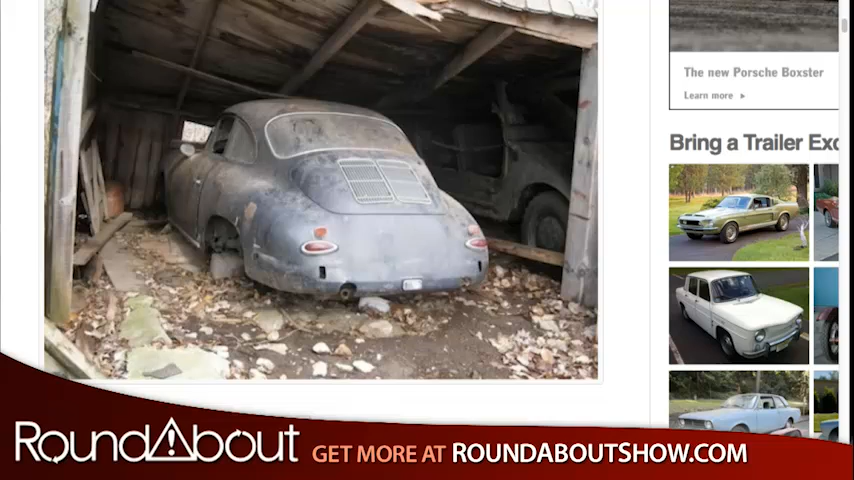 The new Porsche Boxster
Learn more ▸
Bring a Trailer Exc
RoundAbout GET MORE AT ROUNDABOUTSHOW.COM